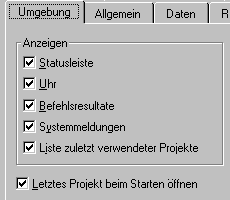 Umgebung Allgemein Daten R
Anzeigen
Statusleiste
Uhr
Befehlsresultate
Systemmeldungen
Liste zuletzt verwendeter Projekte
Letztes Projekt beim Starten öffnen